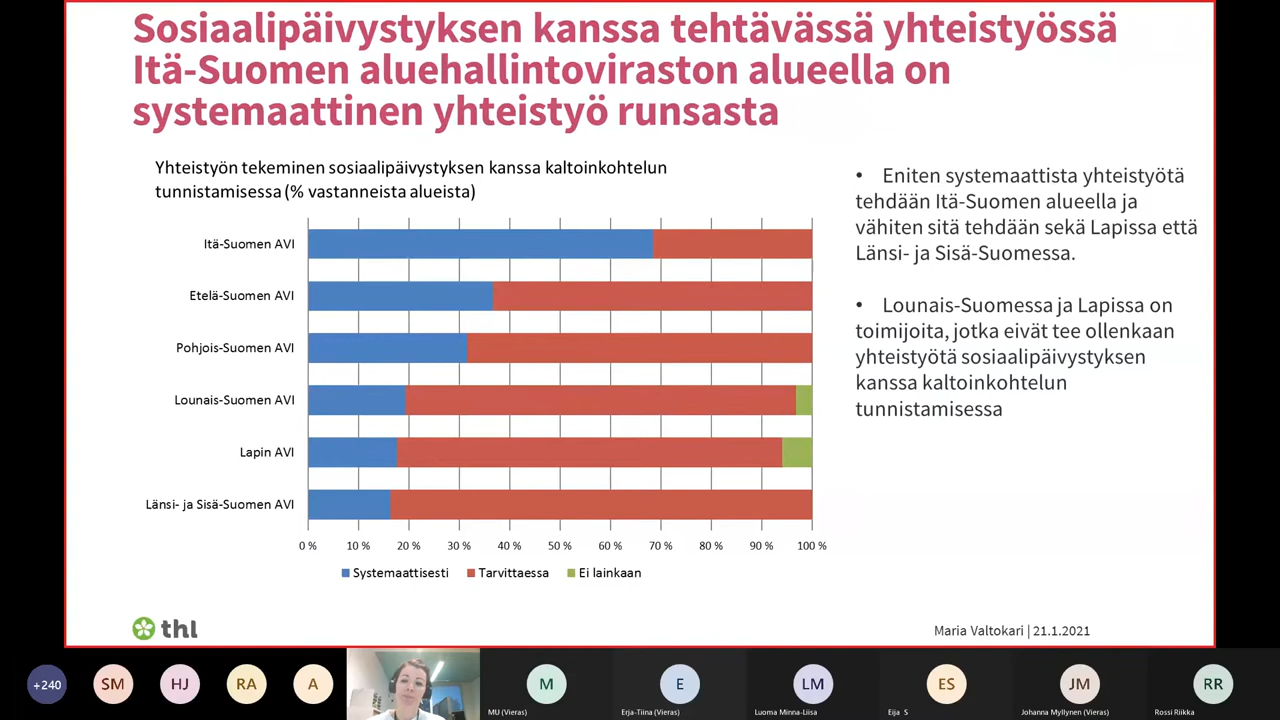 Sosiaalipäivystyksen kanssa tehtävässä yhteistyössä
Itä-Suomen aluehallintoviraston alueella on
systemaattinen yhteistyö runsasta
Yhteistyön tekeminen sosiaalipäivystyksen kanssa kaltoinkohtelun
tunnistamisessa (% vastanneista alueista)
Itä-Suomen AVI
Etelä-Suomen AVI
Pohjois-Suomen AVI
Lounais-Suomen AVI
Lapin AVI
Länsi- ja Sisä-Suomen AVI
0 % 10 % 20 % 30 % 40 % 50 % 60 % 70 % 80 % 90 % 100 %
Systemaattisesti Tarvittaessa Ei lainkaan
• Eniten systemaattista yhteistyötä
tehdään Itä-Suomen alueella ja
vähiten sitä tehdään sekä Lapissa että
Länsi- ja Sisä-Suomessa.
• Lounais-Suomessa ja Lapissa on
toimijoita, jotka eivät tee ollenkaan
yhteistyötä sosiaalipäivystyksen
kanssa kaltoinkohtelun
tunnistamisessa
thl
Maria Valtokari | 21.1.2021
+240 SM HJ RA A M E LM ES JM RR
MU (Vieras) Erja-Tiina (Vieras) Luoma Minna-Liisa Eija S Johanna Myllynen (Vieras) Rossi Riikka